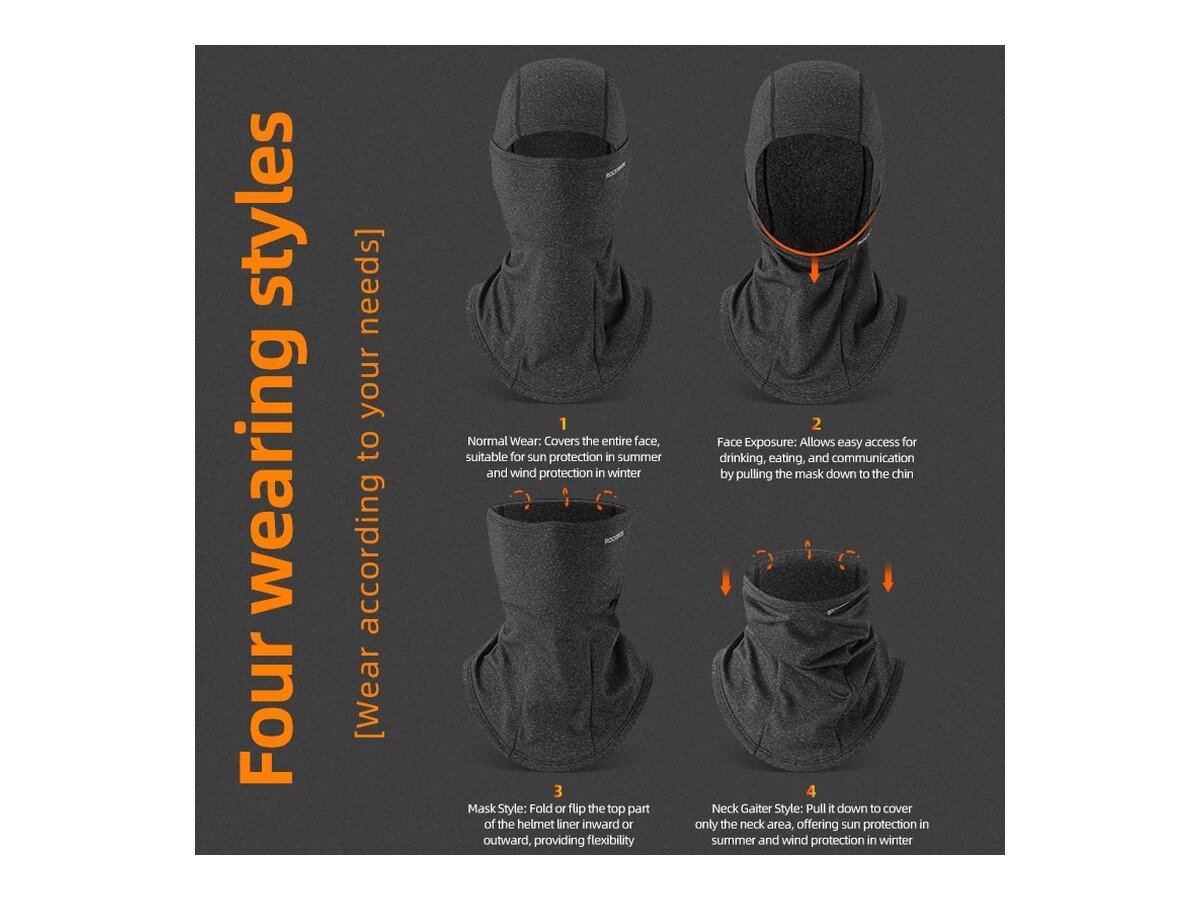 Four wearing styles
[Wear according to your needs]
ROCKBROS
1
Normal Wear: Covers the entire face,
suitable for sun protection in summer
and wind protection in winter
2
Face Exposure: Allows easy access for
drinking, eating, and communication
by pulling the mask down to the chin
ROCKBROS
3
Mask Style: Fold or flip the top part
of the helmet liner inward or
outward, providing flexibility
4
Neck Gaiter Style: Pull it down to cover
only the neck area, offering sun protection in
summer and wind protection in winter